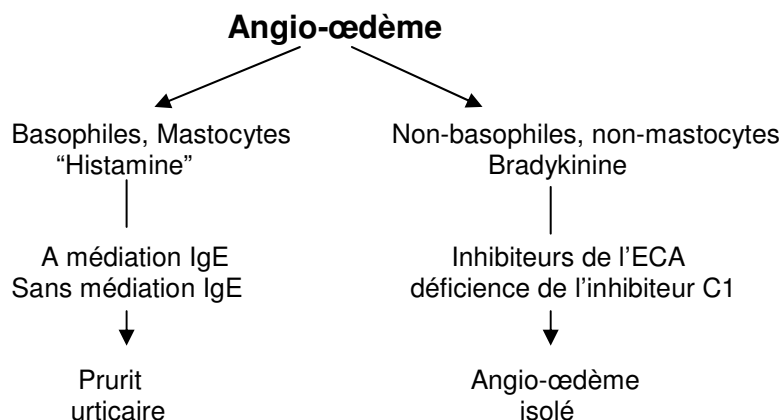 Angio-œdème
Basophiles, Mastocytes
“Histamine”
Non-basophiles, non-mastocytes
Bradykinine
A médiation IgE
Sans médiation IgE
Inhibiteurs de l’ECA
déficience de l’inhibiteur C1
Prurit
urticaire
Angio-œdème
isolé